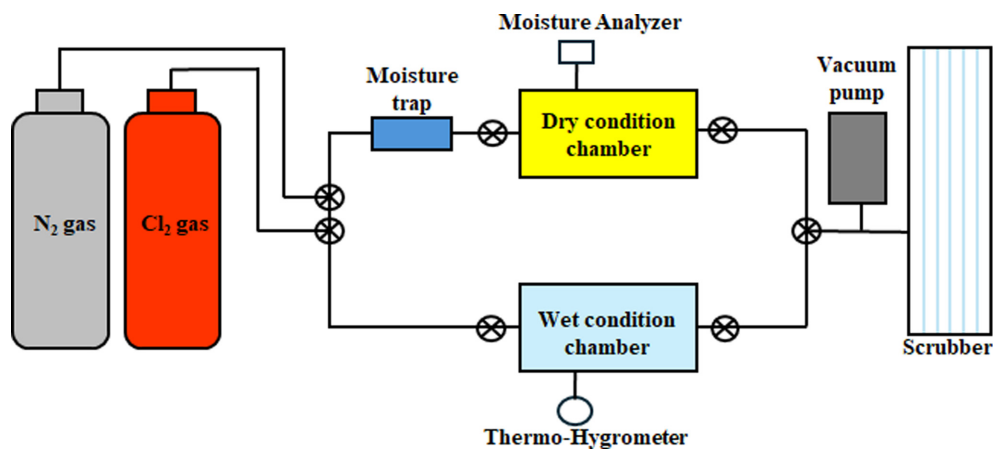 Moisture Analyzer
Moisture
trap
Vacuum
pump
Dry condition
chamber
N₂ gas
Cl₂ gas
Wet condition
chamber
Scrubber
Thermo-Hygrometer